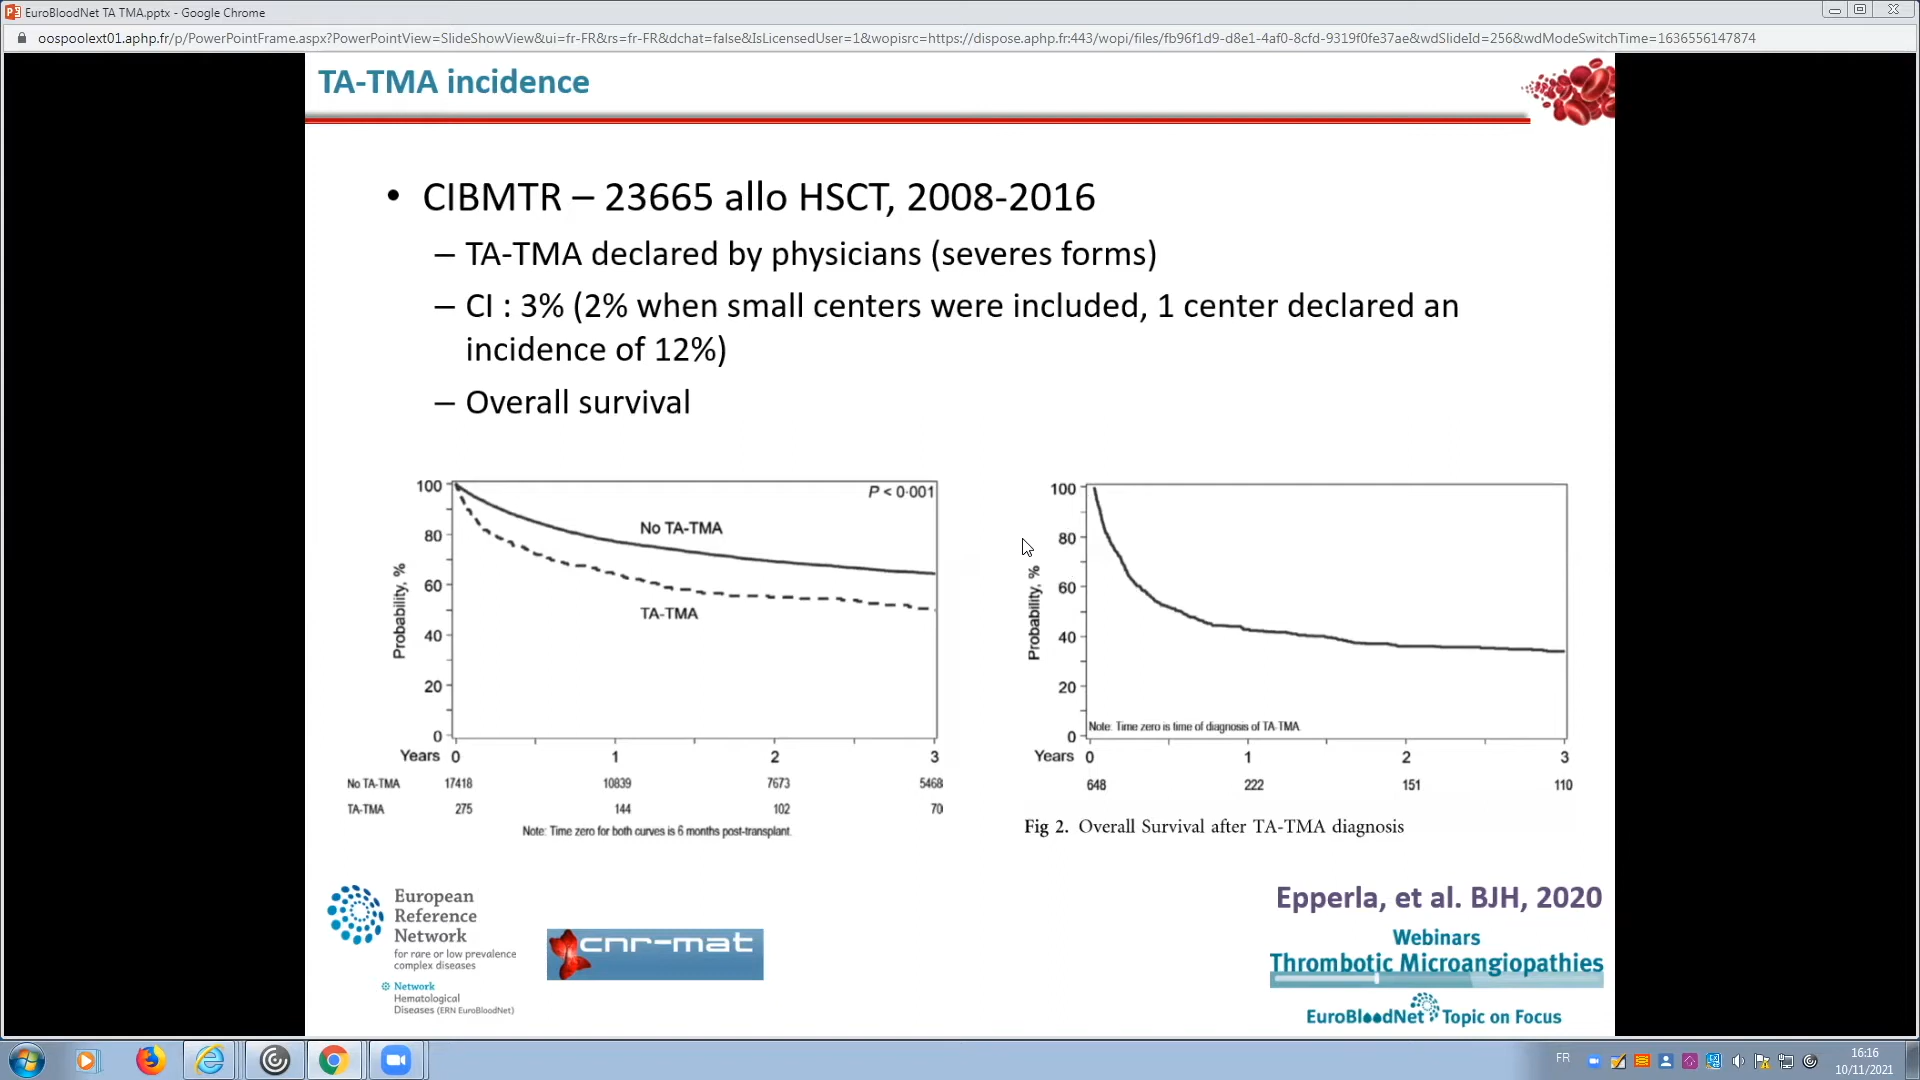 EuroBloodNet TA TMA.pptx - Google Chrome
oospoolext01.aphp.fr/p/PowerPointFrame.aspx?PowerPointView=SlideShowView&ui=fr-FR&rs=fr-FR&dchat=false&IsLicensedUser=1&wopisrc=https://dispose.aphp.fr:443/wopi/files/fb96f1d9-d8e1-4af0-8cfd-9319f0fe37ae&wdSlideId=256&wdModeSwitchTime=1636556147874
TA-TMA incidence
• CIBMTR – 23665 allo HSCT, 2008-2016
– TA-TMA declared by physicians (severes forms)
– CI : 3% (2% when small centers were included, 1 center declared an
incidence of 12%)
– Overall survival
100
80
60
40
20
0
Probability, %
P < 0·001
No TA-TMA
TA-TMA
Years 0 1 2 3
No TA-TMA 17418 10839 7673 5468
TA-TMA 275 144 102 70
Note: Time zero for both curves is 6 months post-transplant.
100
80
60
40
20
0
Probability, %
Note: Time zero is time of diagnosis of TA-TMA
Years 0 1 2 3
648 222 151 110
Fig 2. Overall Survival after TA-TMA diagnosis
European
Reference
Network
for rare or low prevalence
complex diseases
Network
Hematological
Diseases (ERN EuroBloodNet)
cnr-mat
Epperla, et al. BJH, 2020
Webinars
Thrombotic Microangiopathies
EuroBloodNet Topic on Focus
FR
16:16
10/11/2021